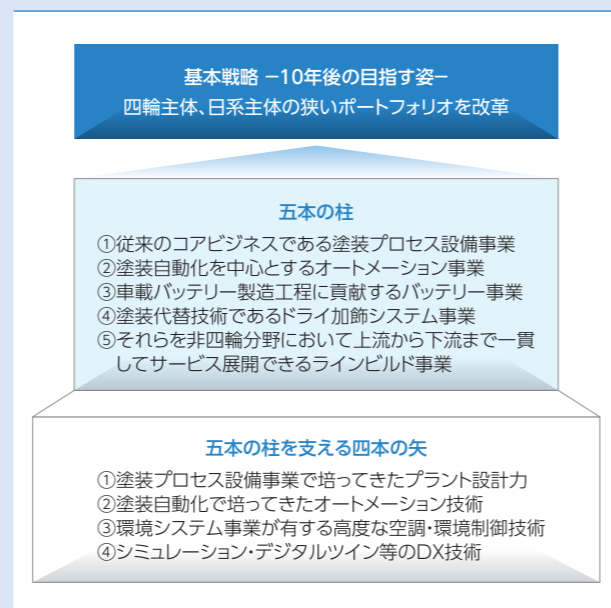 基本戦略 −10年後の目指す姿−
四輪主体、日系主体の狭いポートフォリオを改革
五本の柱
①従来のコアビジネスである塗装プロセス設備事業
②塗装自動化を中心とするオートメーション事業
③車載バッテリー製造工程に貢献するバッテリー事業
④塗装代替技術であるドライ加飾システム事業
⑤それらを非四輪分野において上流から下流まで一貫
してサービス展開できるラインビルド事業
五本の柱を支える四本の矢
①塗装プロセス設備事業で培ってきたプラント設計力
②塗装自動化で培ってきたオートメーション技術
③環境システム事業が有する高度な空調・環境制御技術
④シミュレーション・デジタルツイン等のDX技術